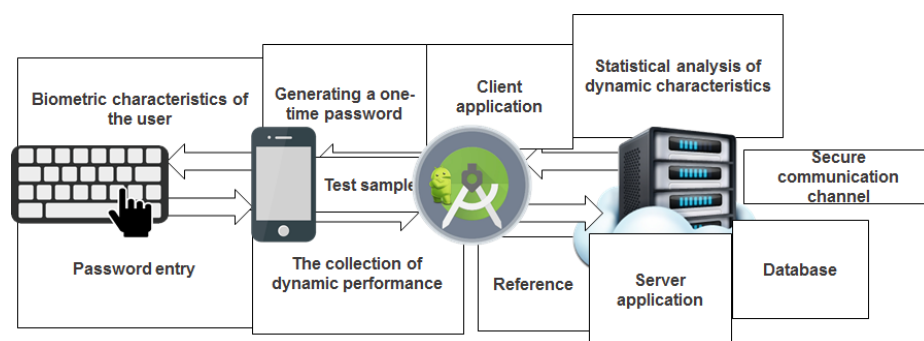 Biometric characteristics of
the user
Generating a one-
time password
Client
application
Statistical analysis of
dynamic characteristics
Test sample
Secure
communication
channel
Password entry
The collection of
dynamic performance
Reference
Server
application
Database